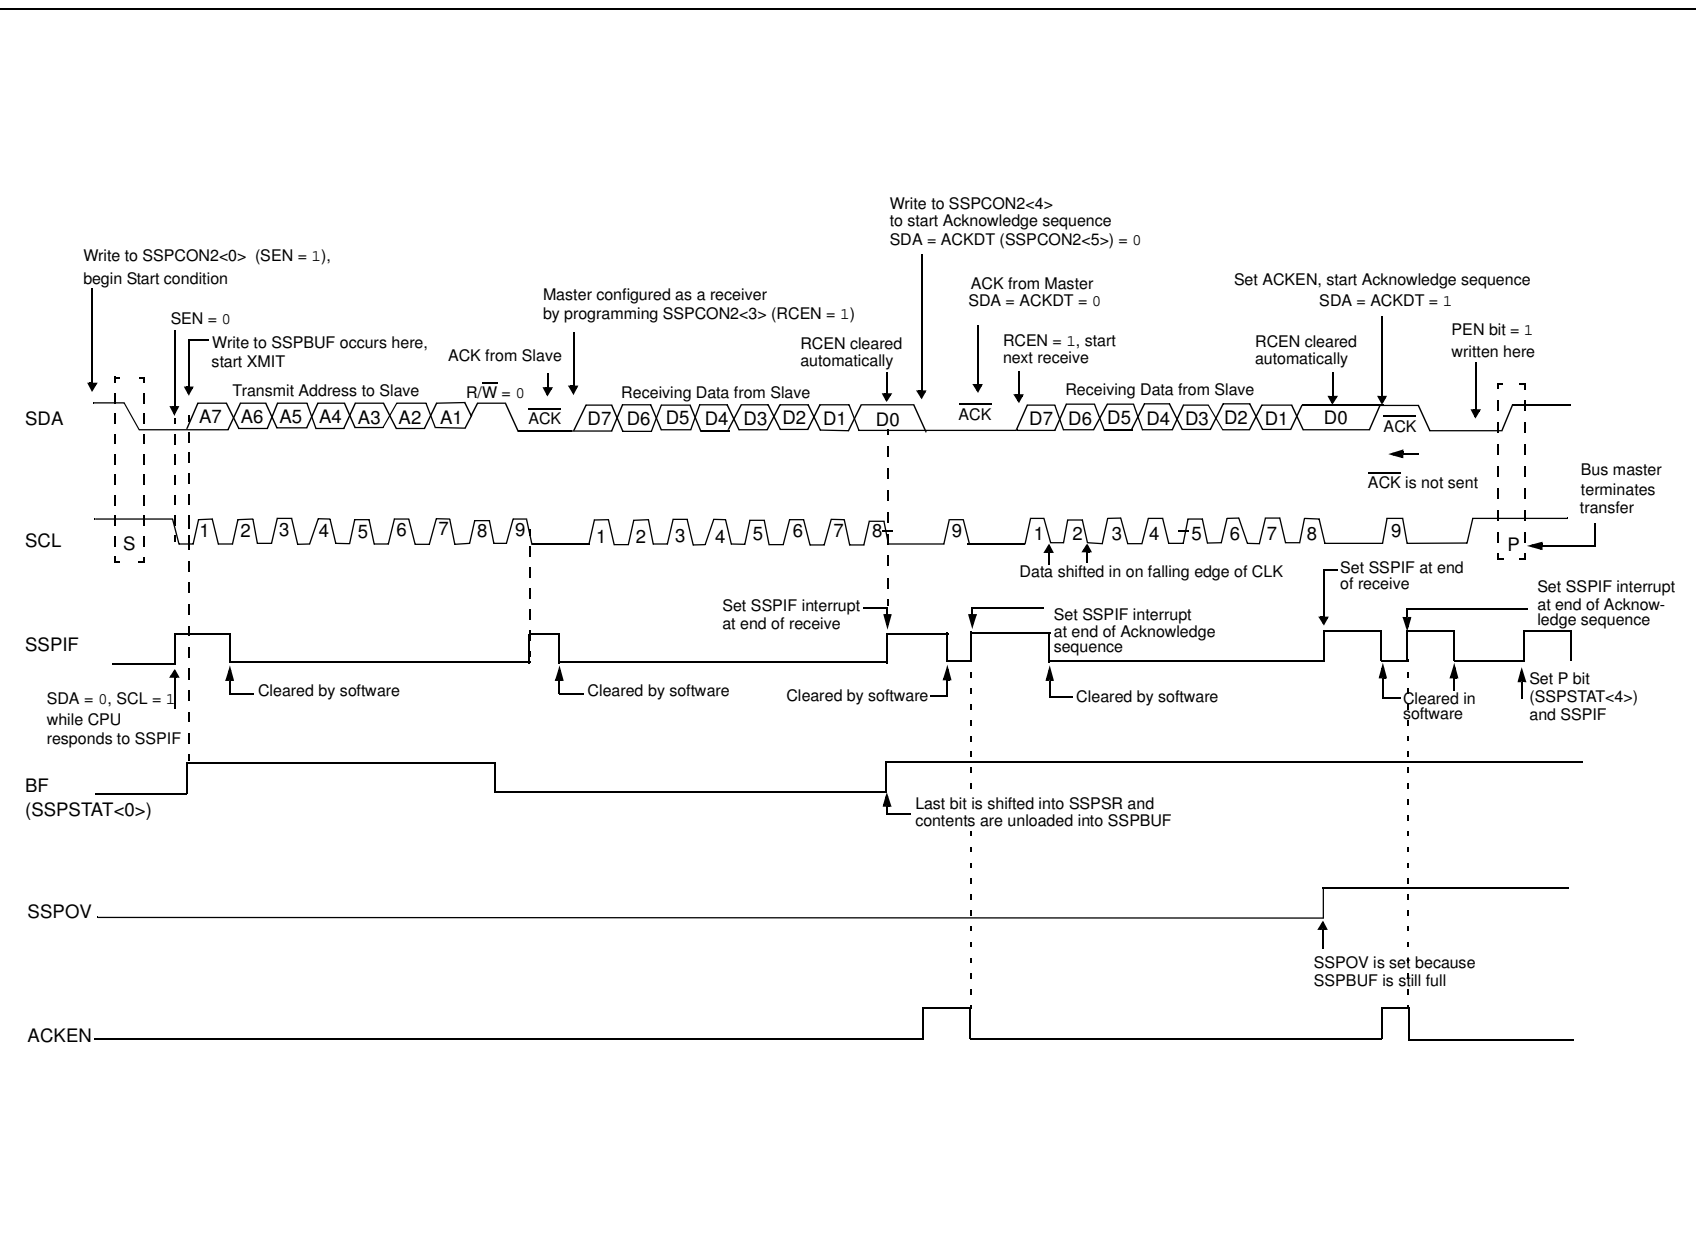 Write to SSPCON2<4>
to start Acknowledge sequence
SDA = ACKDT (SSPCON2<5>) = 0
Write to SSPCON2<0> (SEN = 1),
begin Start condition
ACK from Master
SDA = ACKDT = 0
Set ACKEN, start Acknowledge sequence
SDA = ACKDT = 1
Master configured as a receiver
by programming SSPCON2<3> (RCEN = 1)
SEN = 0
Write to SSPBUF occurs here,
start XMIT
ACK from Slave
RCEN cleared
automatically
RCEN = 1, start
next receive
RCEN cleared
automatically
PEN bit = 1
written here
Transmit Address to Slave
R/W = 0
Receiving Data from Slave
Receiving Data from Slave
SDA A7 A6 A5 A4 A3 A2 A1 ACK D7 D6 D5 D4 D3 D2 D1 D0 ACK D7 D6 D5 D4 D3 D2 D1 D0 ACK
ACK is not sent
Bus master
terminates
transfer
SCL S 1 2 3 4 5 6 7 8 9 1 2 3 4 5 6 7 8 9 1 2 3 4 5 6 7 8 9 P
Data shifted in on falling edge of CLK
Set SSPIF at end
of receive
Set SSPIF interrupt
at end of receive
Set SSPIF interrupt
at end of Acknowledge
sequence
Set SSPIF interrupt
at end of Acknow-
ledge sequence
SSPIF
Cleared by software
Cleared by software
Cleared by software
Cleared by software
Cleared in
software
Set P bit
(SSPSTAT<4>)
and SSPIF
SDA = 0, SCL = 1
while CPU
responds to SSPIF
BF
(SSPSTAT<0>)
Last bit is shifted into SSPSR and
contents are unloaded into SSPBUF
SSPOV
SSPOV is set because
SSPBUF is still full
ACKEN